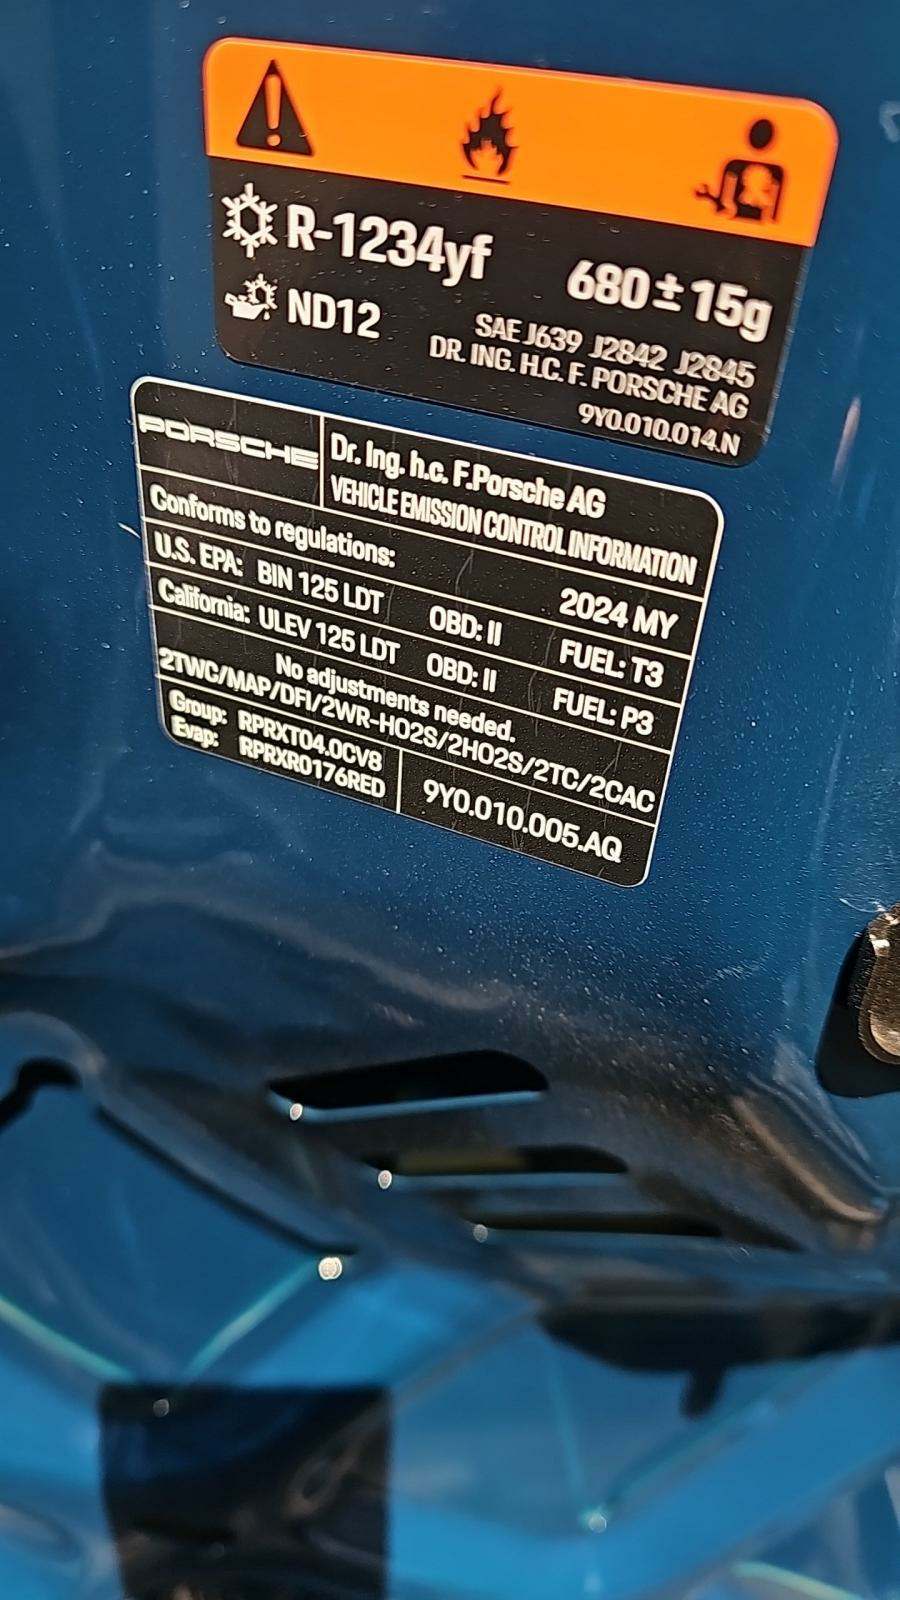 R-1234yf 680±15g
ND12
SAE J639 J2842 J2845
DR. ING. H.C. F. PORSCHE AG
9Y0.010.014.N
PORSCHE
Dr. Ing. h.c. F.Porsche AG
VEHICLE EMISSION CONTROL INFORMATION
Conforms to regulations: 2024 MY
U.S. EPA: BIN 125 LDT OBD: II FUEL: T3
California: ULEV 125 LDT OBD: II FUEL: P3
No adjustments needed.
2TWC/MAP/DFI/2WR-HO2S/2HO2S/2TC/2CAC
Group: RPRXT04.0CV8
Evap: RPRXR0176RED
9Y0.010.005.AQ